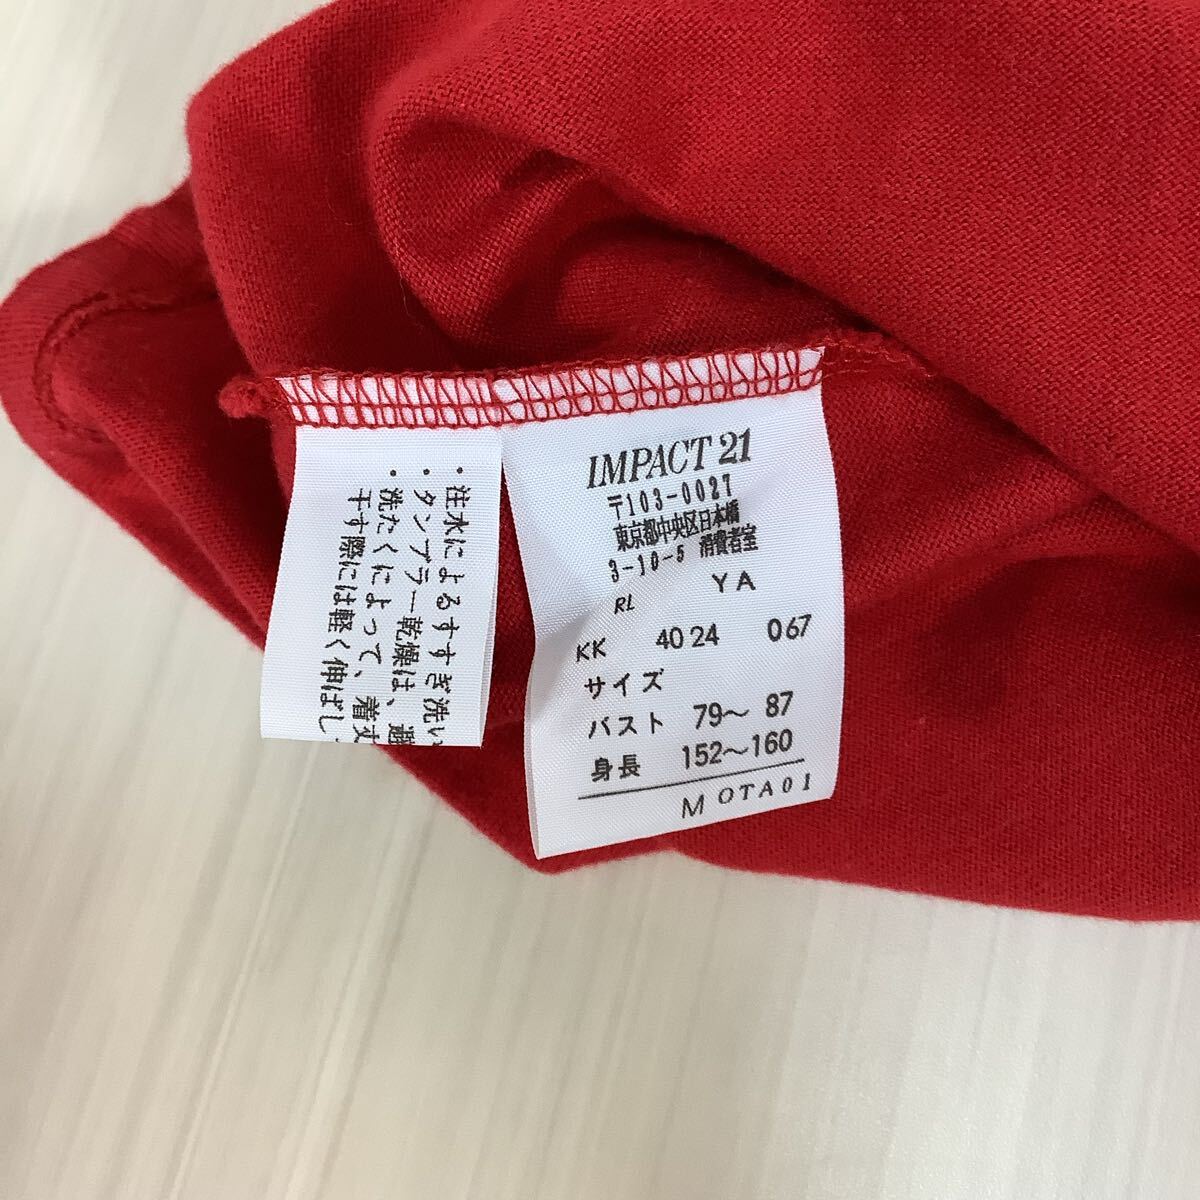 IMPACT 21
〒103-0027
東京都中央区日本橋
3-10-5 消費者室
RL YA
KK 4024 067
サイズ
バスト 79〜87
身長 152〜160
M OTA01
・注水によるすすぎ洗い
・タンブラー乾燥は、避
・洗たくによって、着丈
干す際には軽く伸ばし